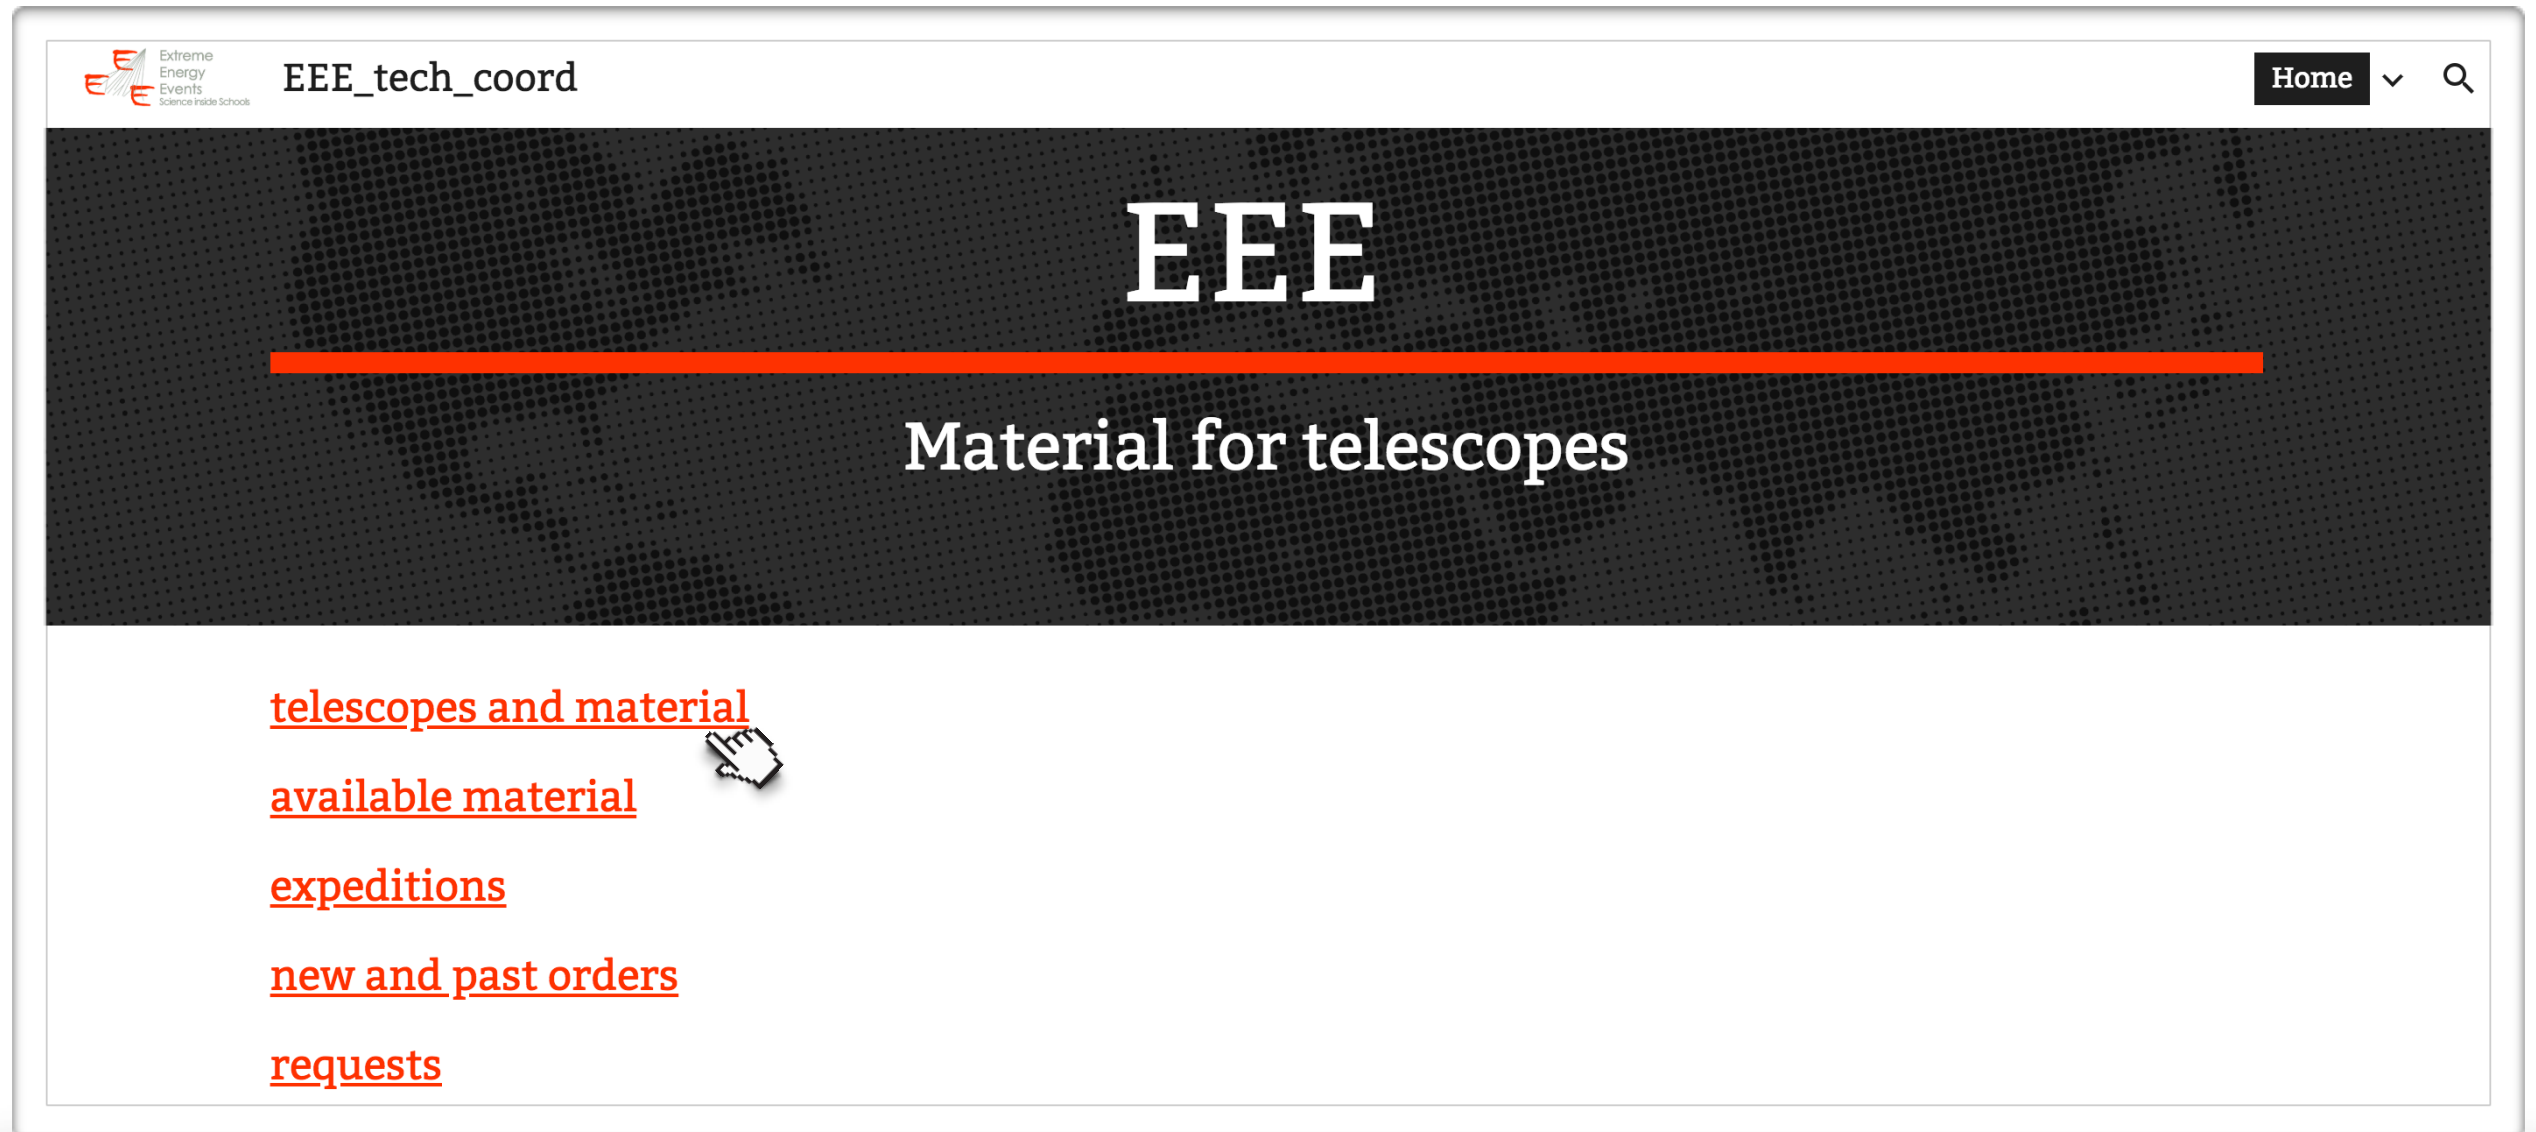 Extreme
Energy
Events
Science inside Schools
EEE_tech_coord
Home
EEE
Material for telescopes
telescopes and material
available material
expeditions
new and past orders
requests